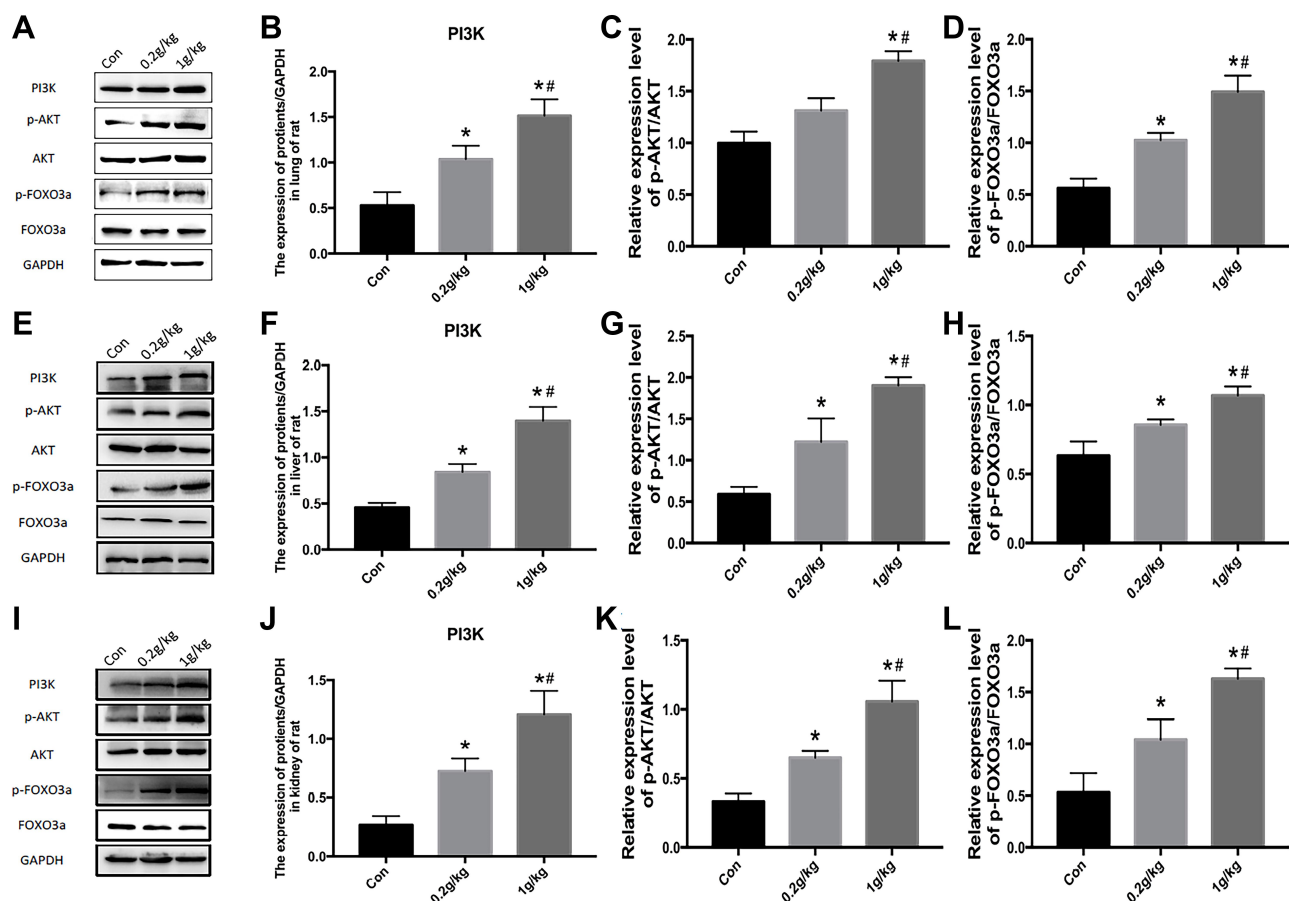 A
Con
0.2g/kg
1g/kg
PI3K
p-AKT
AKT
p-FOXO3a
FOXO3a
GAPDH
B
PI3K
The expression of protients/GAPDH
in lung of rat
2.0
1.5
1.0
0.5
0.0
*
*#
Con
0.2g/kg
1g/kg
C
Relative expression level
of p-AKT/AKT
2.0
1.5
1.0
0.5
0.0
*#
Con
0.2g/kg
1g/kg
D
Relative expression level
of p-FOXO3a/FOXO3a
2.0
1.5
1.0
0.5
0.0
*
*#
Con
0.2g/kg
1g/kg
E
Con
0.2g/kg
1g/kg
PI3K
p-AKT
AKT
p-FOXO3a
FOXO3a
GAPDH
F
PI3K
The expression of protients/GAPDH
in liver of rat
2.0
1.5
1.0
0.5
0.0
*
*#
Con
0.2g/kg
1g/kg
G
Relative expression level
of p-AKT/AKT
2.5
2.0
1.5
1.0
0.5
0.0
*
*#
Con
0.2g/kg
1g/kg
H
Relative expression level
of p-FOXO3a/FOXO3a
1.5
1.0
0.5
0.0
*
*#
Con
0.2g/kg
1g/kg
I
Con
0.2g/kg
1g/kg
PI3K
p-AKT
AKT
p-FOXO3a
FOXO3a
GAPDH
J
PI3K
The expression of protients/GAPDH
in kidney of rat
1.5
1.0
0.5
0.0
*
*#
Con
0.2g/kg
1g/kg
K
Relative expression level
of p-AKT/AKT
1.5
1.0
0.5
0.0
*
*#
Con
0.2g/kg
1g/kg
L
Relative expression level
of p-FOXO3a/FOXO3a
2.0
1.5
1.0
0.5
0.0
*
*#
Con
0.2g/kg
1g/kg